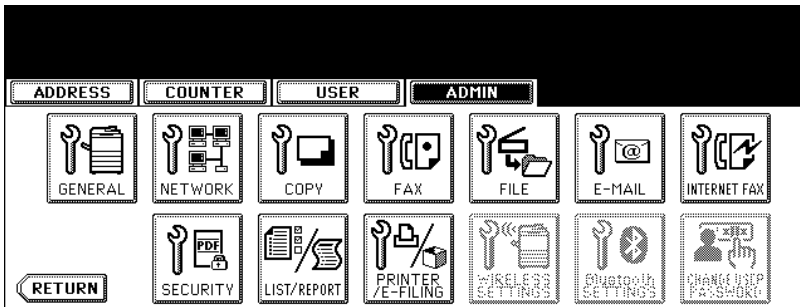 ADDRESS COUNTER USER ADMIN
GENERAL NETWORK COPY FAX FILE E-MAIL INTERNET FAX
@
PDF
SECURITY LIST/REPORT PRINTER /E-FILING WIRELESS SETTINGS Bluetooth SETTINGS CHANGE USER PASSWORD
RETURN